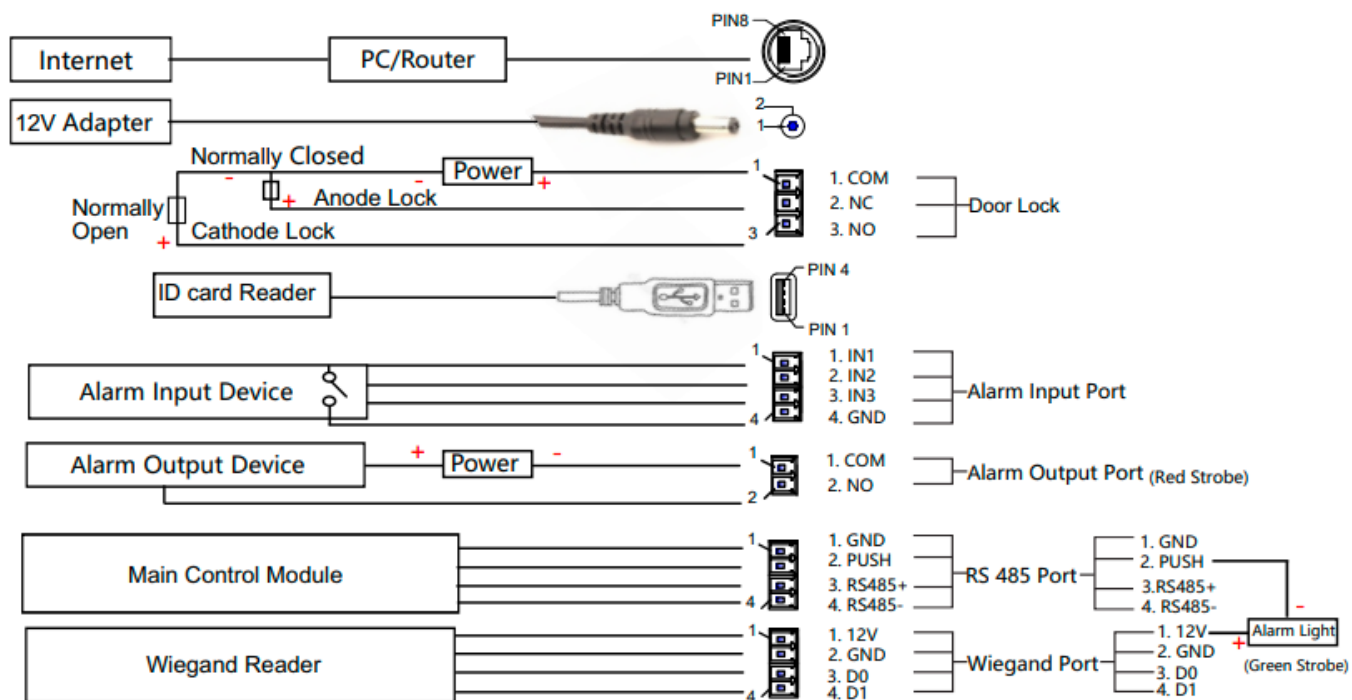 PIN8
Internet
PC/Router
PIN1
12V Adapter
2
1
Normally Closed
- - Power +
1
1. COM
+ Anode Lock
2. NC
Door Lock
Normally
Open
+ Cathode Lock
3
3. NO
ID card Reader
PIN 4
PIN 1
1
1. IN1
2. IN2
Alarm Input Device
3. IN3
Alarm Input Port
4
4. GND
Alarm Output Device
+ Power -
1
1. COM
Alarm Output Port (Red Strobe)
2
2. NO
Main Control Module
1
1. GND
2. PUSH
3. RS485+
4
4. RS485-
RS 485 Port
1. GND
2. PUSH
3.RS485+
4. RS485-
-
Wiegand Reader
1
1. 12V
2. GND
3. D0
4
4. D1
Wiegand Port
1. 12V
2. GND
3. D0
4. D1
+
Alarm Light
(Green Strobe)